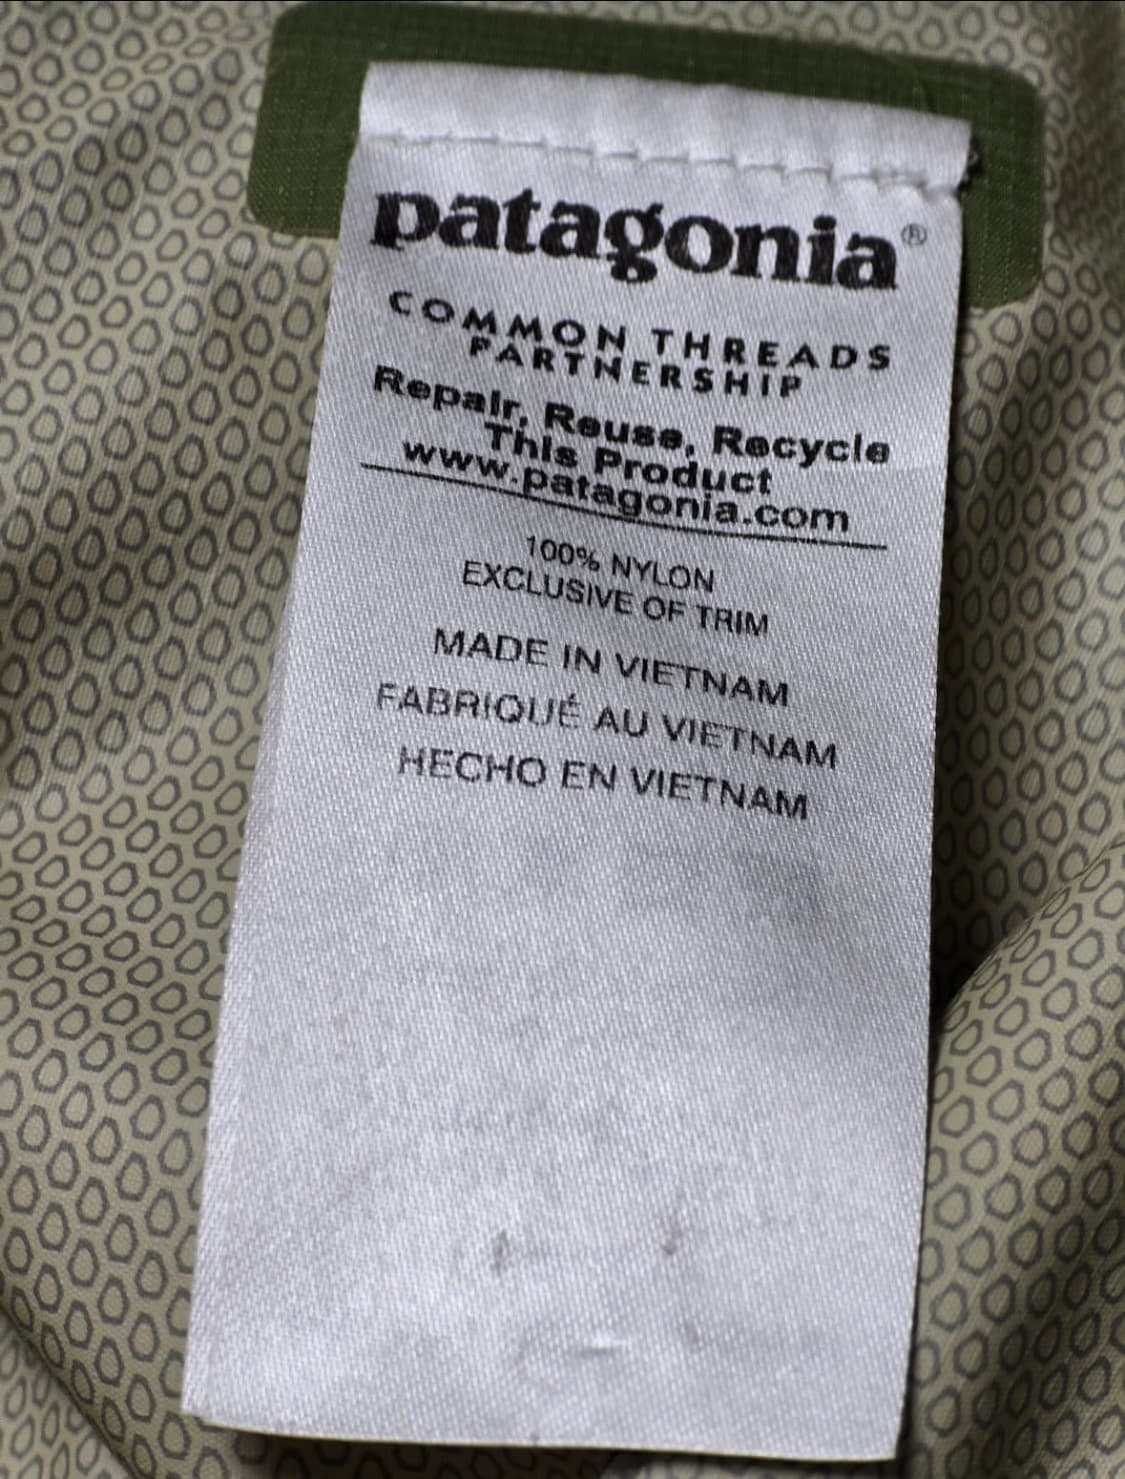 patagonia®
COMMON THREADS
PARTNERSHIP
Repair, Reuse, Recycle
This Product
www.patagonia.com
100% NYLON
EXCLUSIVE OF TRIM
MADE IN VIETNAM
FABRIQUÉ AU VIETNAM
HECHO EN VIETNAM